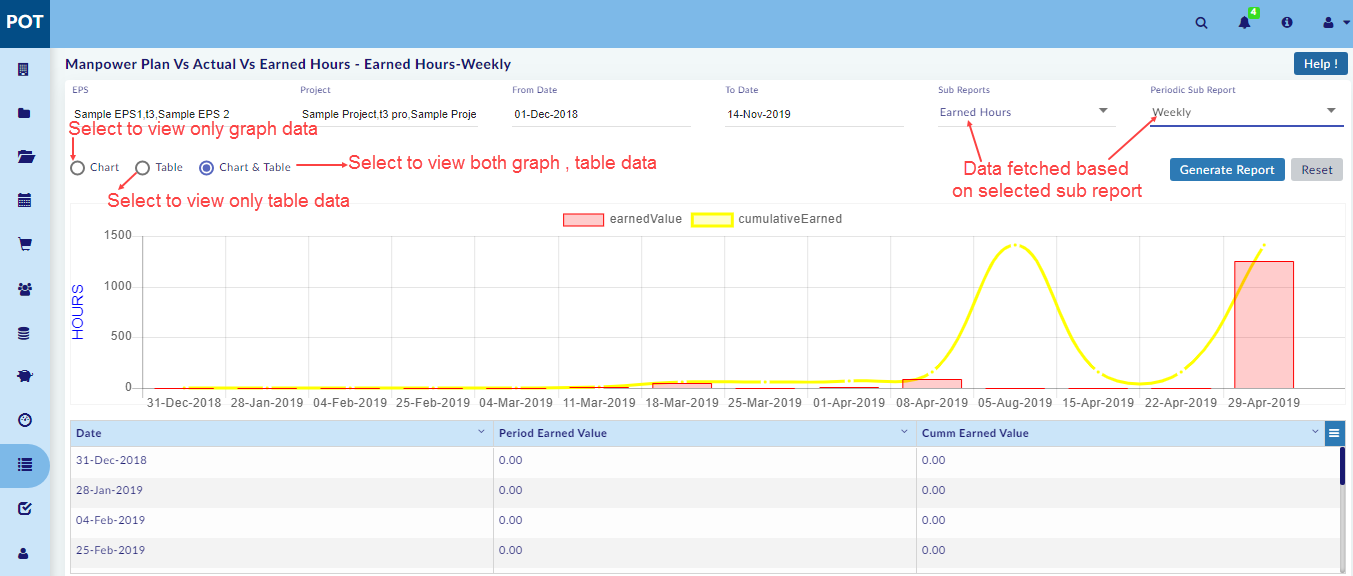 POT
4
Manpower Plan Vs Actual Vs Earned Hours - Earned Hours-Weekly
Help !
EPS Project From Date To Date Sub Reports Periodic Sub Report
Sample EPS1,t3,Sample EPS 2 Sample Project,t3 pro,Sample Proje 01-Dec-2018 14-Nov-2019 Earned Hours Weekly
Select to view only graph data
Chart Table Chart & Table
Select to view both graph , table data
Data fetched based
on selected sub report
Generate Report Reset
Select to view only table data
earnedValue cumulativeEarned
HOURS
1500
1000
500
0
31-Dec-2018 28-Jan-2019 04-Feb-2019 25-Feb-2019 04-Mar-2019 11-Mar-2019 18-Mar-2019 25-Mar-2019 01-Apr-2019 08-Apr-2019 05-Aug-2019 15-Apr-2019 22-Apr-2019 29-Apr-2019
Date Period Earned Value Cumm Earned Value
31-Dec-2018 0.00 0.00
28-Jan-2019 0.00 0.00
04-Feb-2019 0.00 0.00
25-Feb-2019 0.00 0.00